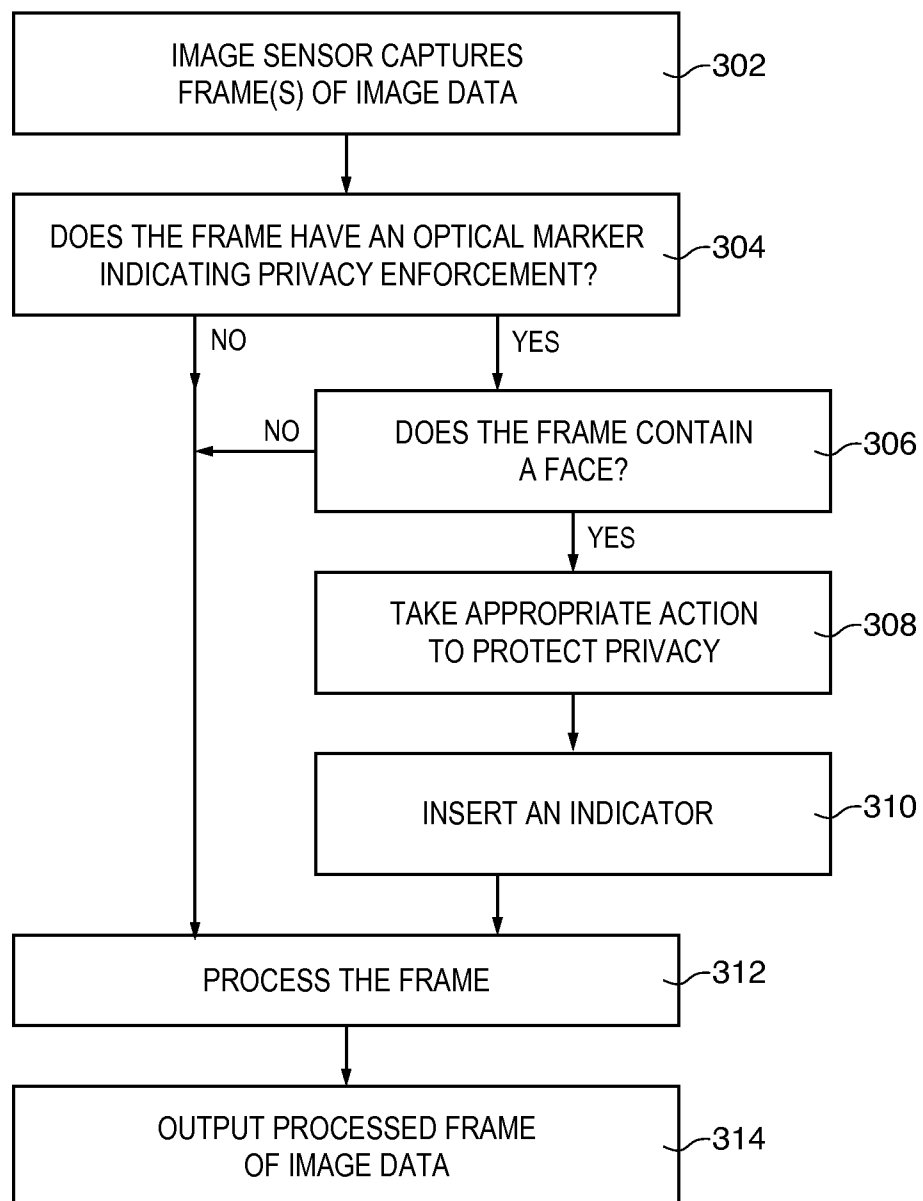 IMAGE SENSOR CAPTURES
FRAME(S) OF IMAGE DATA
302
DOES THE FRAME HAVE AN OPTICAL MARKER
INDICATING PRIVACY ENFORCEMENT?
304
NO
YES
NO
DOES THE FRAME CONTAIN
A FACE?
306
YES
TAKE APPROPRIATE ACTION
TO PROTECT PRIVACY
308
INSERT AN INDICATOR
310
PROCESS THE FRAME
312
OUTPUT PROCESSED FRAME
OF IMAGE DATA
314